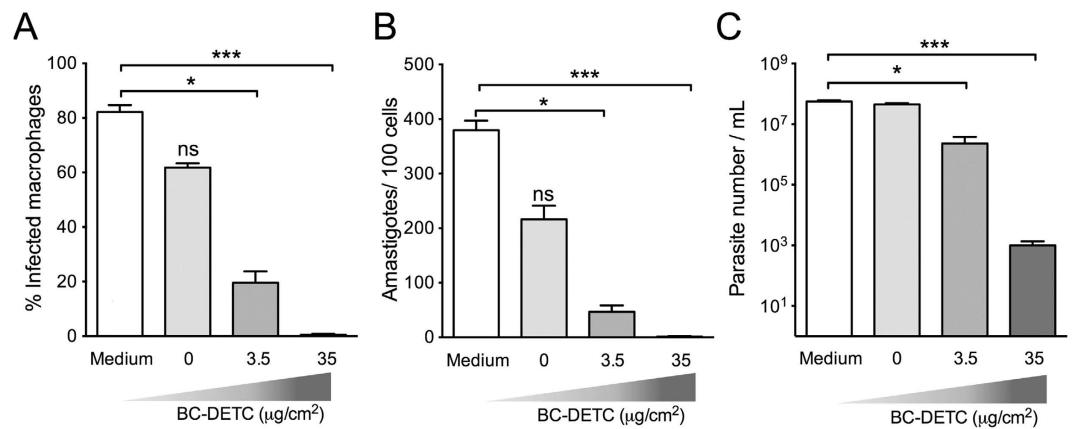 A
% Infected macrophages
100
80
60
40
20
0
***
*
ns
Medium 0 3.5 35
BC-DETC (μg/cm²)
B
Amastigotes/ 100 cells
500
400
300
200
100
0
***
*
ns
Medium 0 3.5 35
BC-DETC (μg/cm²)
C
Parasite number / mL
10⁹
10⁷
10⁵
10³
10¹
***
*
Medium 0 3.5 35
BC-DETC (μg/cm²)